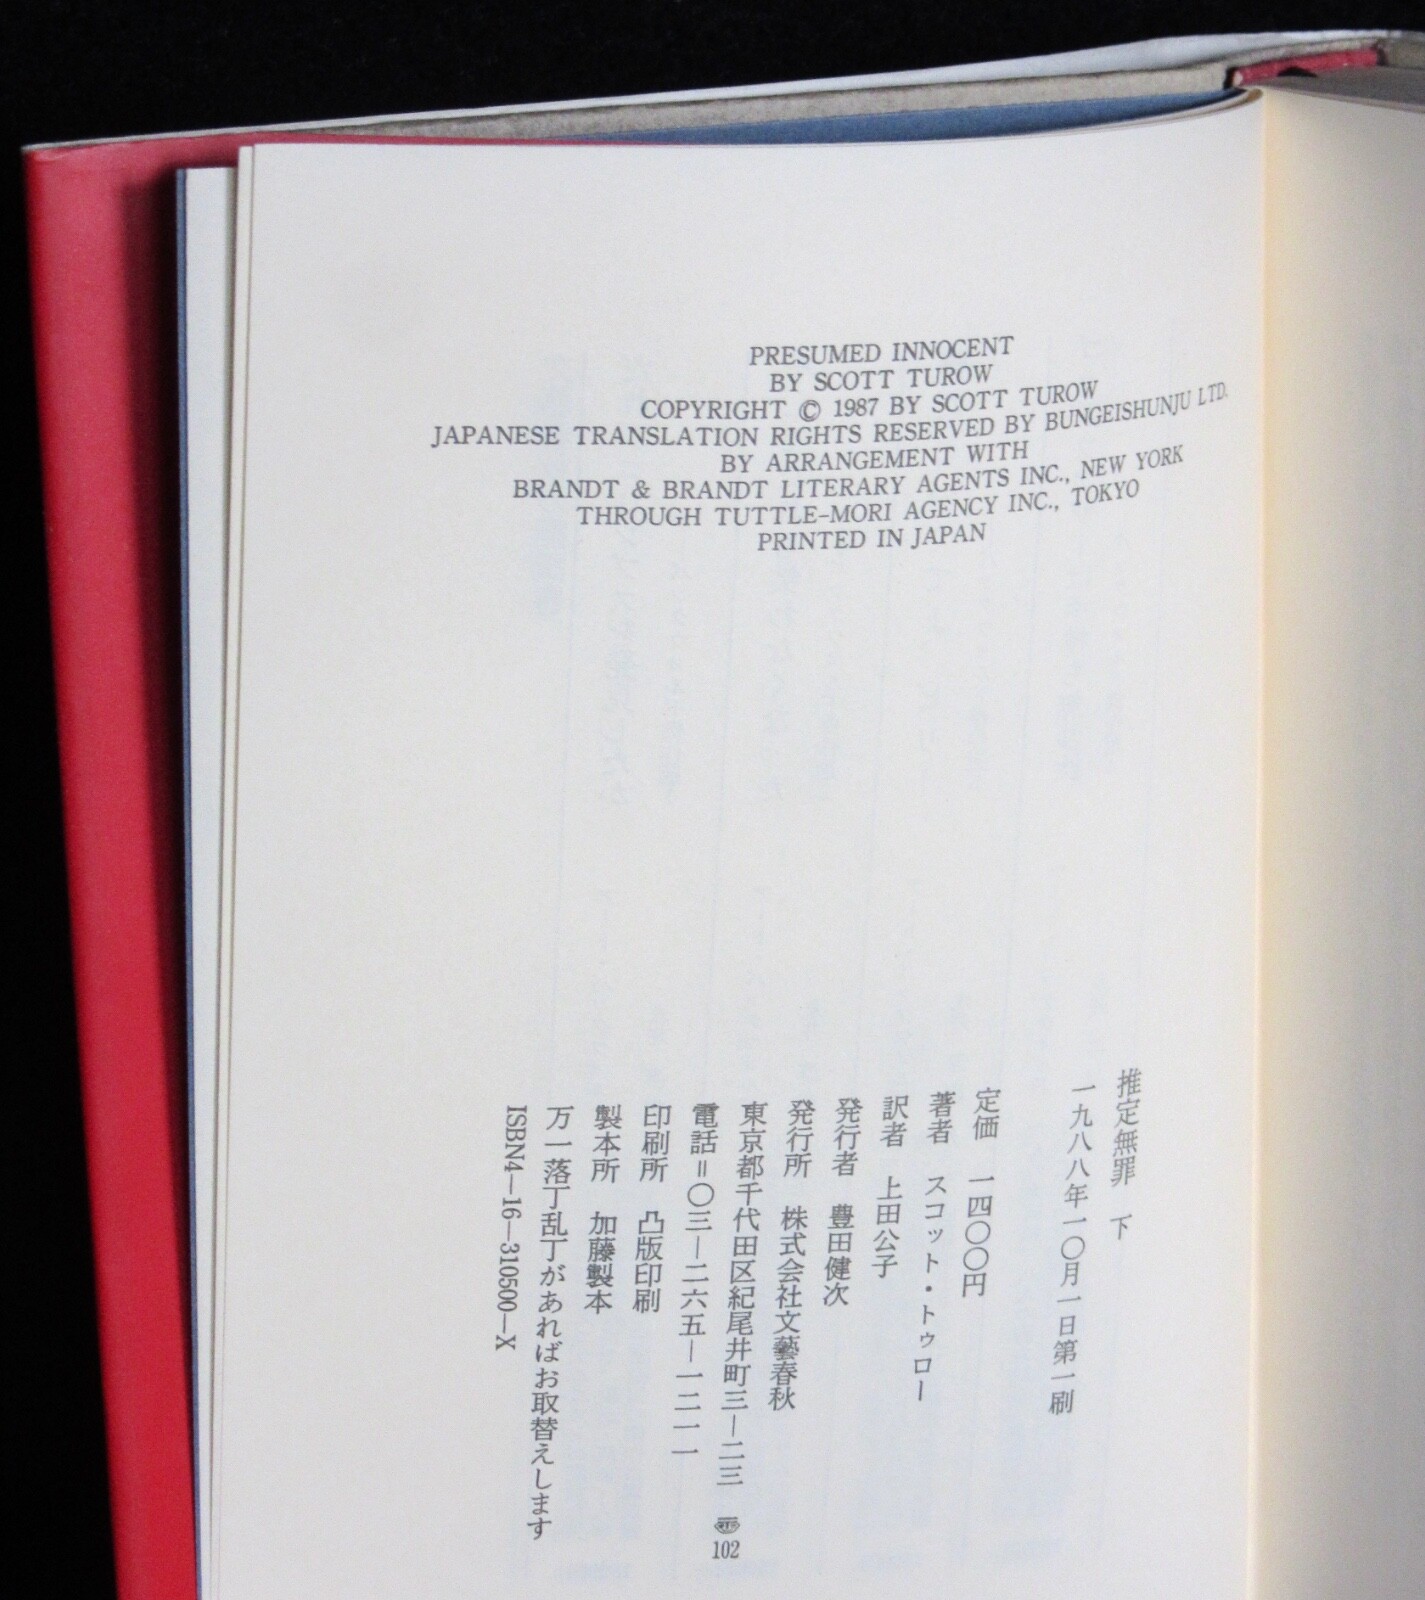 PRESUMED INNOCENT
BY SCOTT TUROW
COPYRIGHT © 1987 BY SCOTT TUROW
JAPANESE TRANSLATION RIGHTS RESERVED BY BUNGEISHUNJU LTD.
BY ARRANGEMENT WITH
BRANDT & BRANDT LITERARY AGENTS INC., NEW YORK
THROUGH TUTTLE-MORI AGENCY INC., TOKYO
PRINTED IN JAPAN
推定無罪 下
一九八八年一〇月一日第一刷
定価 一四〇〇円
著者 スコット・トゥロー
訳者 上田公子
発行者 豊田健次
発行所 株式会社文藝春秋
東京都千代田区紀尾井町三―二三 〒102
電話=〇三―二六五―一二一一
印刷所 凸版印刷
製本所 加藤製本
万一落丁乱丁があればお取替えします
ISBN4―16―310500―X